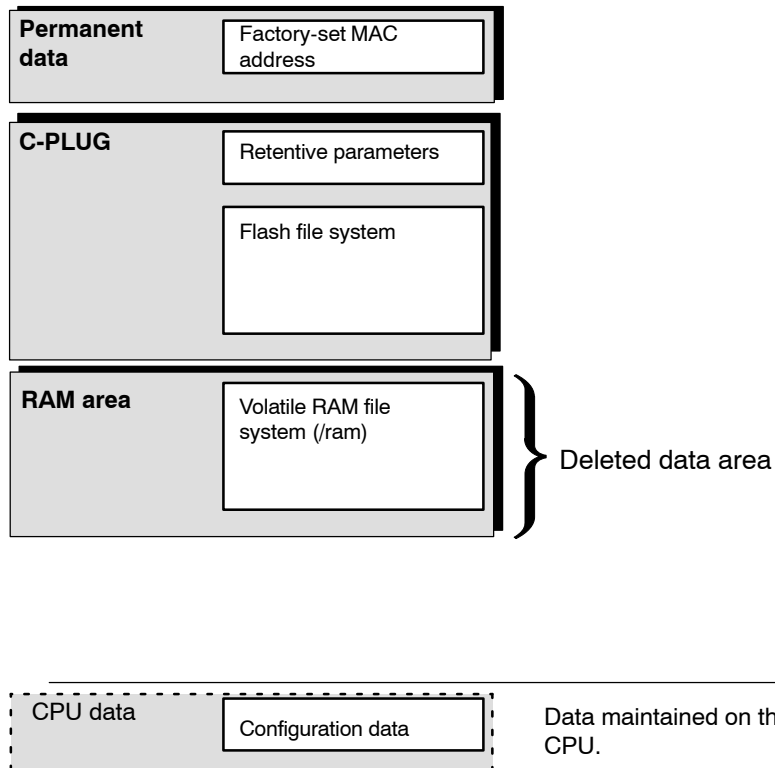 Permanent
data
Factory-set MAC
address
C-PLUG
Retentive parameters
Flash file system
RAM area
Volatile RAM file
system (/ram)
Deleted data area
CPU data
Configuration data
Data maintained on th
CPU.